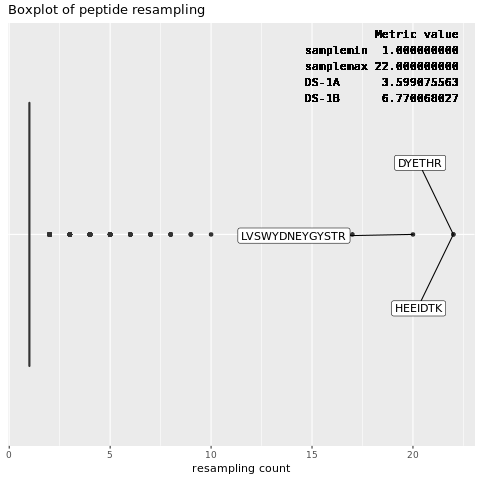 Boxplot of peptide resampling
Metric value
samplemin 1.000000000
samplemax 22.000000000
DS-1A 3.599075563
DS-1B 6.770068027
DYETHR
LVSWYDNEYGYSTR
HEEIDTK
0 5 10 15 20
resampling count